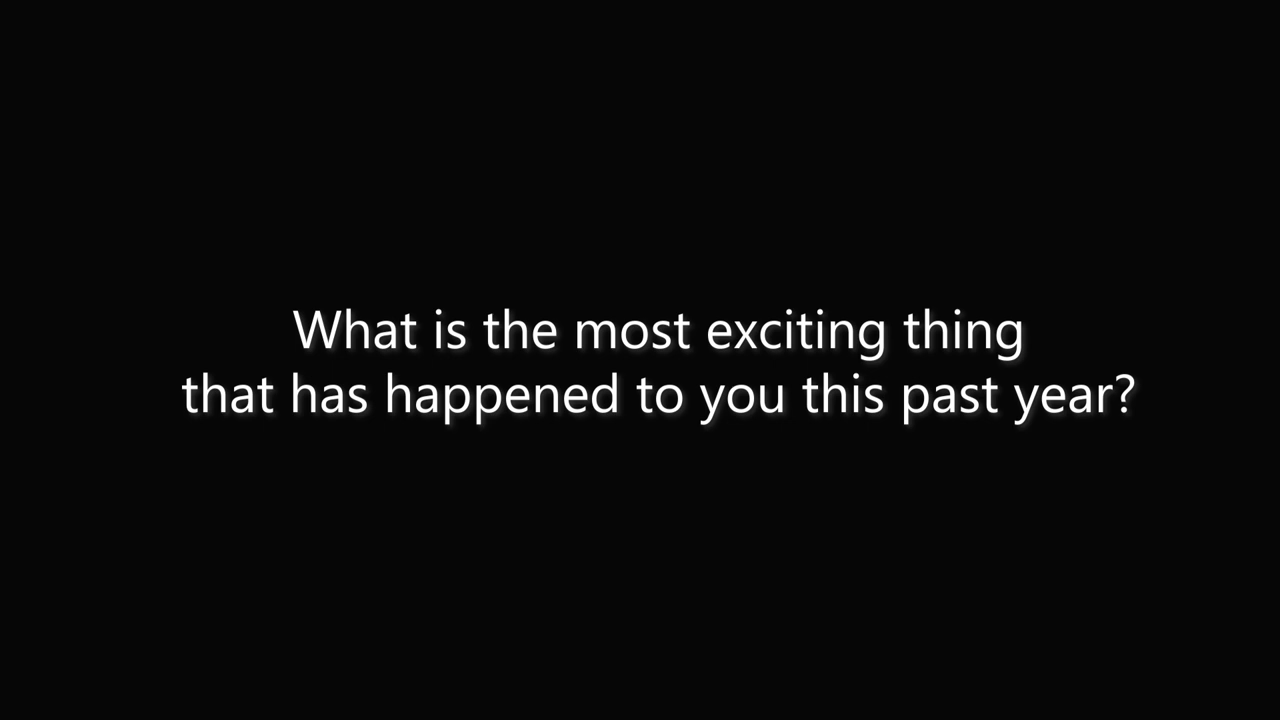 What is the most exciting thing
that has happened to you this past year?